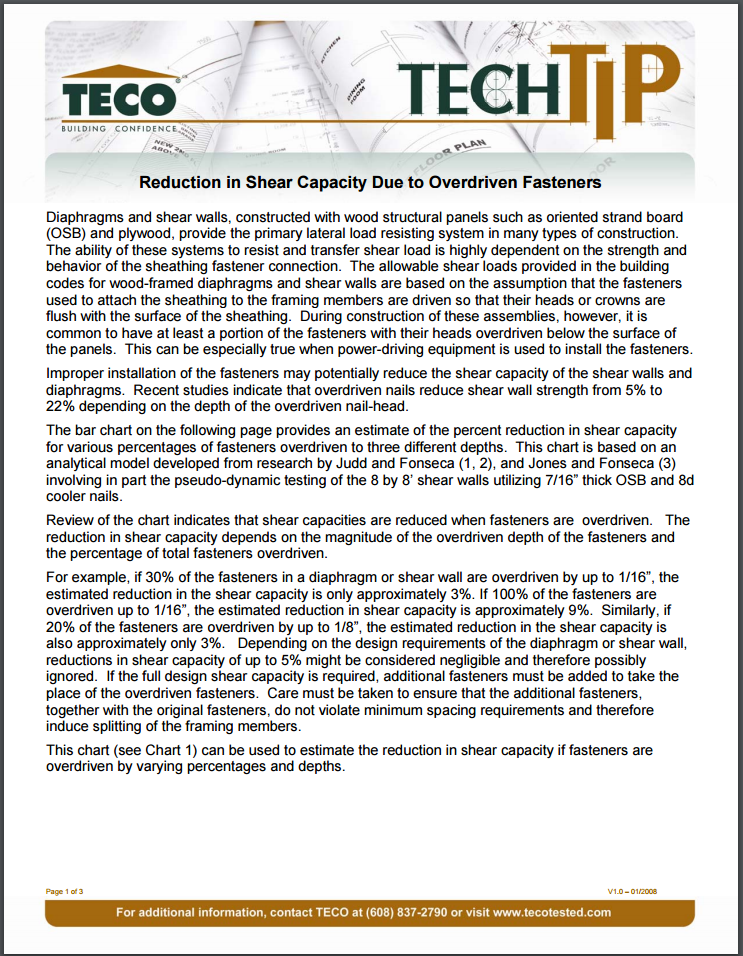 TECO
BUILDING CONFIDENCE
TECHTIP
KITCHEN
DINING ROOM
FLOOR PLAN
Reduction in Shear Capacity Due to Overdriven Fasteners
Diaphragms and shear walls, constructed with wood structural panels such as oriented strand board
(OSB) and plywood, provide the primary lateral load resisting system in many types of construction.
The ability of these systems to resist and transfer shear load is highly dependent on the strength and
behavior of the sheathing fastener connection. The allowable shear loads provided in the building
codes for wood-framed diaphragms and shear walls are based on the assumption that the fasteners
used to attach the sheathing to the framing members are driven so that their heads or crowns are
flush with the surface of the sheathing. During construction of these assemblies, however, it is
common to have at least a portion of the fasteners with their heads overdriven below the surface of
the panels. This can be especially true when power-driving equipment is used to install the fasteners.
Improper installation of the fasteners may potentially reduce the shear capacity of the shear walls and
diaphragms. Recent studies indicate that overdriven nails reduce shear wall strength from 5% to
22% depending on the depth of the overdriven nail-head.
The bar chart on the following page provides an estimate of the percent reduction in shear capacity
for various percentages of fasteners overdriven to three different depths. This chart is based on an
analytical model developed from research by Judd and Fonseca (1, 2), and Jones and Fonseca (3)
involving in part the pseudo-dynamic testing of the 8 by 8' shear walls utilizing 7/16” thick OSB and 8d
cooler nails.
Review of the chart indicates that shear capacities are reduced when fasteners are overdriven. The
reduction in shear capacity depends on the magnitude of the overdriven depth of the fasteners and
the percentage of total fasteners overdriven.
For example, if 30% of the fasteners in a diaphragm or shear wall are overdriven by up to 1/16”, the
estimated reduction in the shear capacity is only approximately 3%. If 100% of the fasteners are
overdriven up to 1/16”, the estimated reduction in shear capacity is approximately 9%. Similarly, if
20% of the fasteners are overdriven by up to 1/8”, the estimated reduction in the shear capacity is
also approximately only 3%. Depending on the design requirements of the diaphragm or shear wall,
reductions in shear capacity of up to 5% might be considered negligible and therefore possibly
ignored. If the full design shear capacity is required, additional fasteners must be added to take the
place of the overdriven fasteners. Care must be taken to ensure that the additional fasteners,
together with the original fasteners, do not violate minimum spacing requirements and therefore
induce splitting of the framing members.
This chart (see Chart 1) can be used to estimate the reduction in shear capacity if fasteners are
overdriven by varying percentages and depths.
Page 1 of 3
V1.0 – 01/2008
For additional information, contact TECO at (608) 837-2790 or visit www.tecotested.com